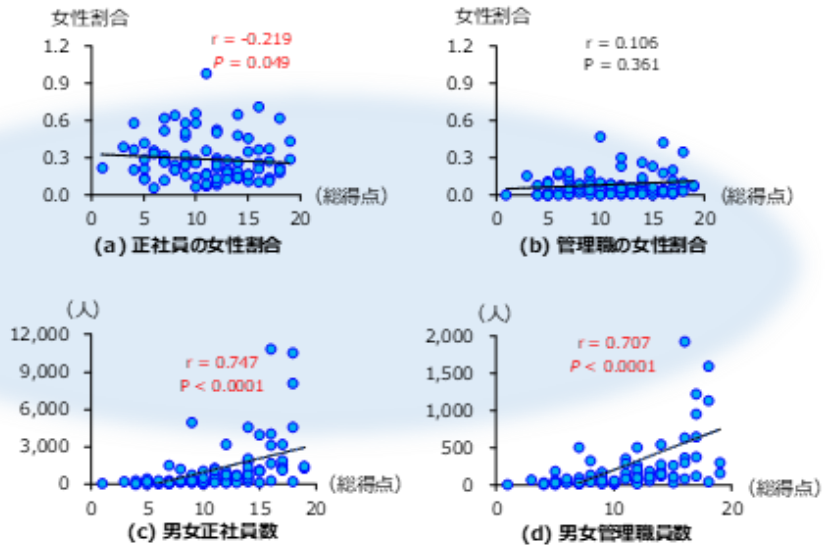 女性割合
r = -0.219
P = 0.049
1.2
0.9
0.6
0.3
0.0
0
5
10
15
20
(総得点)
(a) 正社員の女性割合
女性割合
r = 0.106
P = 0.361
1.2
0.9
0.6
0.3
0.0
0
5
10
15
20
(総得点)
(b) 管理職の女性割合
(人)
r = 0.747
P < 0.0001
12,000
9,000
6,000
3,000
0
0
5
10
15
20
(総得点)
(c) 男女正社員数
(人)
r = 0.707
P < 0.0001
2,000
1,500
1,000
500
0
0
5
10
15
20
(総得点)
(d) 男女管理職員数